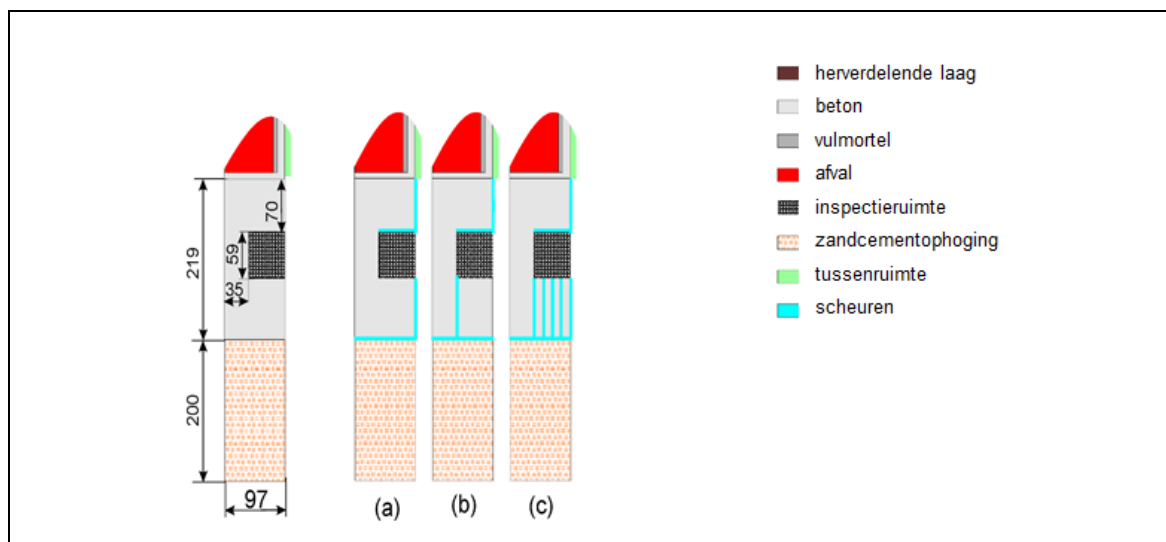 herverdelende laag
beton
vulmortel
afval
inspectieruimte
zandcementophoging
tussenruimte
scheuren
70
59
219
35
200
97
(a)
(b)
(c)